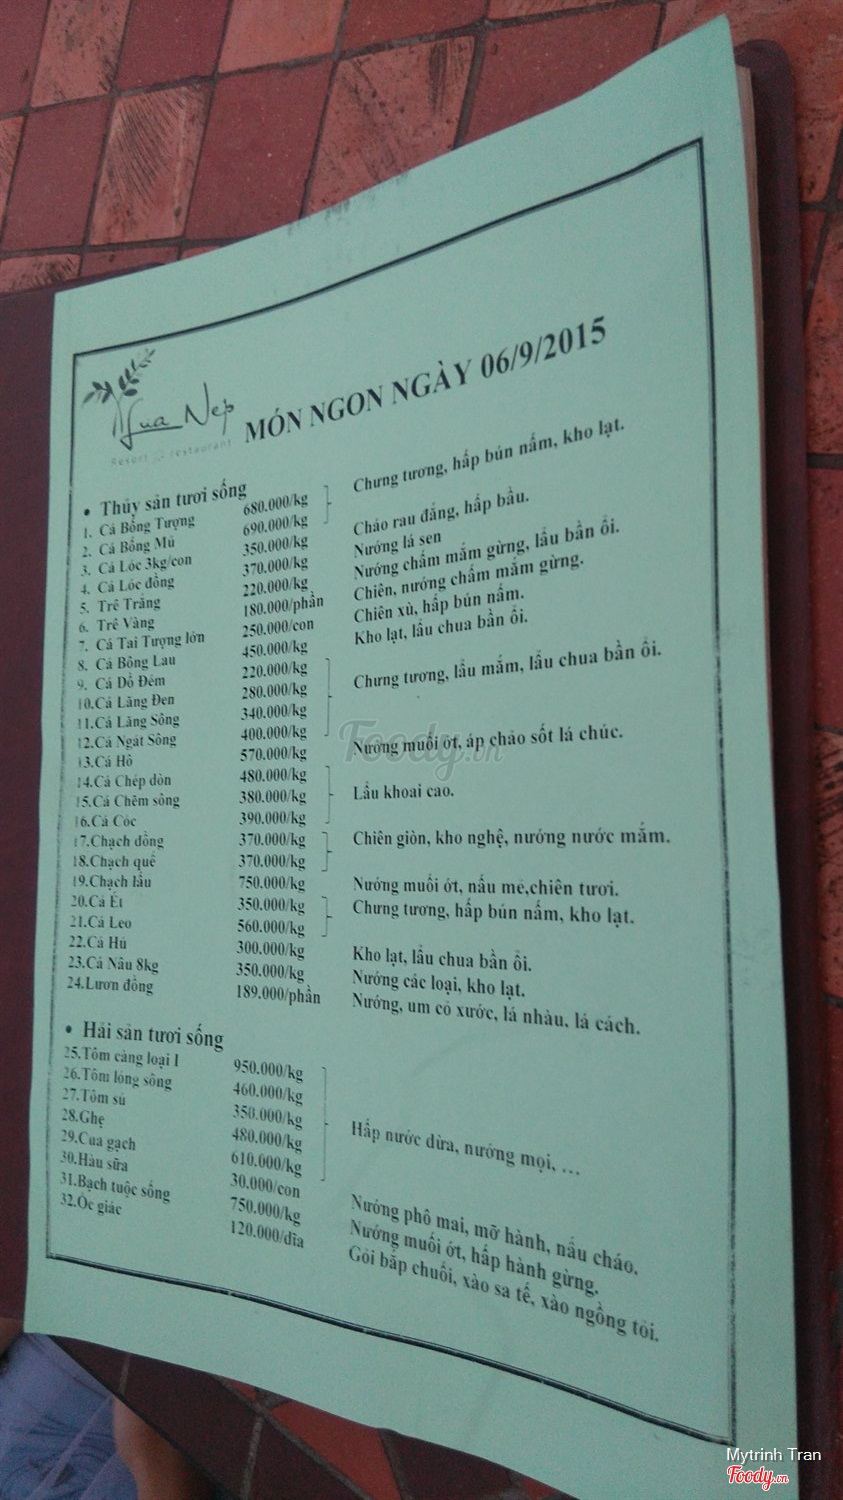 Lua Nep
Resort restaurant
MÓN NGON NGÀY 06/9/2015
• Thủy sản tươi sống
1. Cá Bống Tượng 680.000/kg Chưng tương, hấp bún nấm, kho lạt.
2. Cá Bống Mú 690.000/kg
3. Cá Lóc 3kg/con 350.000/kg Cháo rau đắng, hấp bầu.
4. Cá Lóc đồng 370.000/kg Nướng lá sen
5. Trê Trắng 220.000/kg Nướng chấm mắm gừng, lẩu bần ổi.
6. Trê Vàng 180.000/phần Chiên, nướng chấm mắm gừng.
7. Cá Tai Tượng lớn 250.000/con Chiên xù, hấp bún nấm.
8. Cá Bông Lau 450.000/kg Kho lạt, lẩu chua bần ổi.
9. Cá Dồ Đém 220.000/kg
10.Cá Lăng Đen 280.000/kg Chưng tương, lẩu mắm, lẩu chua bần ổi.
11.Cá Lăng Sông 340.000/kg
12.Cá Ngát Sông 400.000/kg
13.Cá Hô 570.000/kg Nướng muối ớt, áp chảo sốt lá chúc.
14.Cá Chép dòn 480.000/kg
15.Cá Chẽm sông 380.000/kg Lẩu khoai cao.
16.Cá Cóc 390.000/kg
17.Chạch đồng 370.000/kg Chiên giòn, kho nghệ, nướng nước mắm.
18.Chạch quế 370.000/kg
19.Chạch lấu 750.000/kg Nướng muối ớt, nấu mẻ,chiên tươi.
20.Cá Ét 350.000/kg Chưng tương, hấp bún nấm, kho lạt.
21.Cá Leo 560.000/kg
22.Cá Hú 300.000/kg Kho lạt, lẩu chua bần ổi.
23.Cá Nâu 8kg 350.000/kg Nướng các loại, kho lạt.
24.Lươn đồng 189.000/phần Nướng, um cỏ xước, lá nhàu, lá cách.
• Hải sản tươi sống
25.Tôm càng loại I 950.000/kg
26.Tôm lóng sông 460.000/kg
27.Tôm sú 350.000/kg
28.Ghẹ 480.000/kg Hấp nước dừa, nướng mọi, ...
29.Cua gạch 610.000/kg
30.Hàu sữa 30.000/con Nướng phô mai, mỡ hành, nấu cháo.
31.Bạch tuộc sống 750.000/kg Nướng muối ớt, hấp hành gừng.
32.Ốc giác 120.000/dĩa Gỏi bắp chuối, xào sa tế, xào ngồng tỏi.
Foody.vn
Mytrinh Tran
Foody.vn